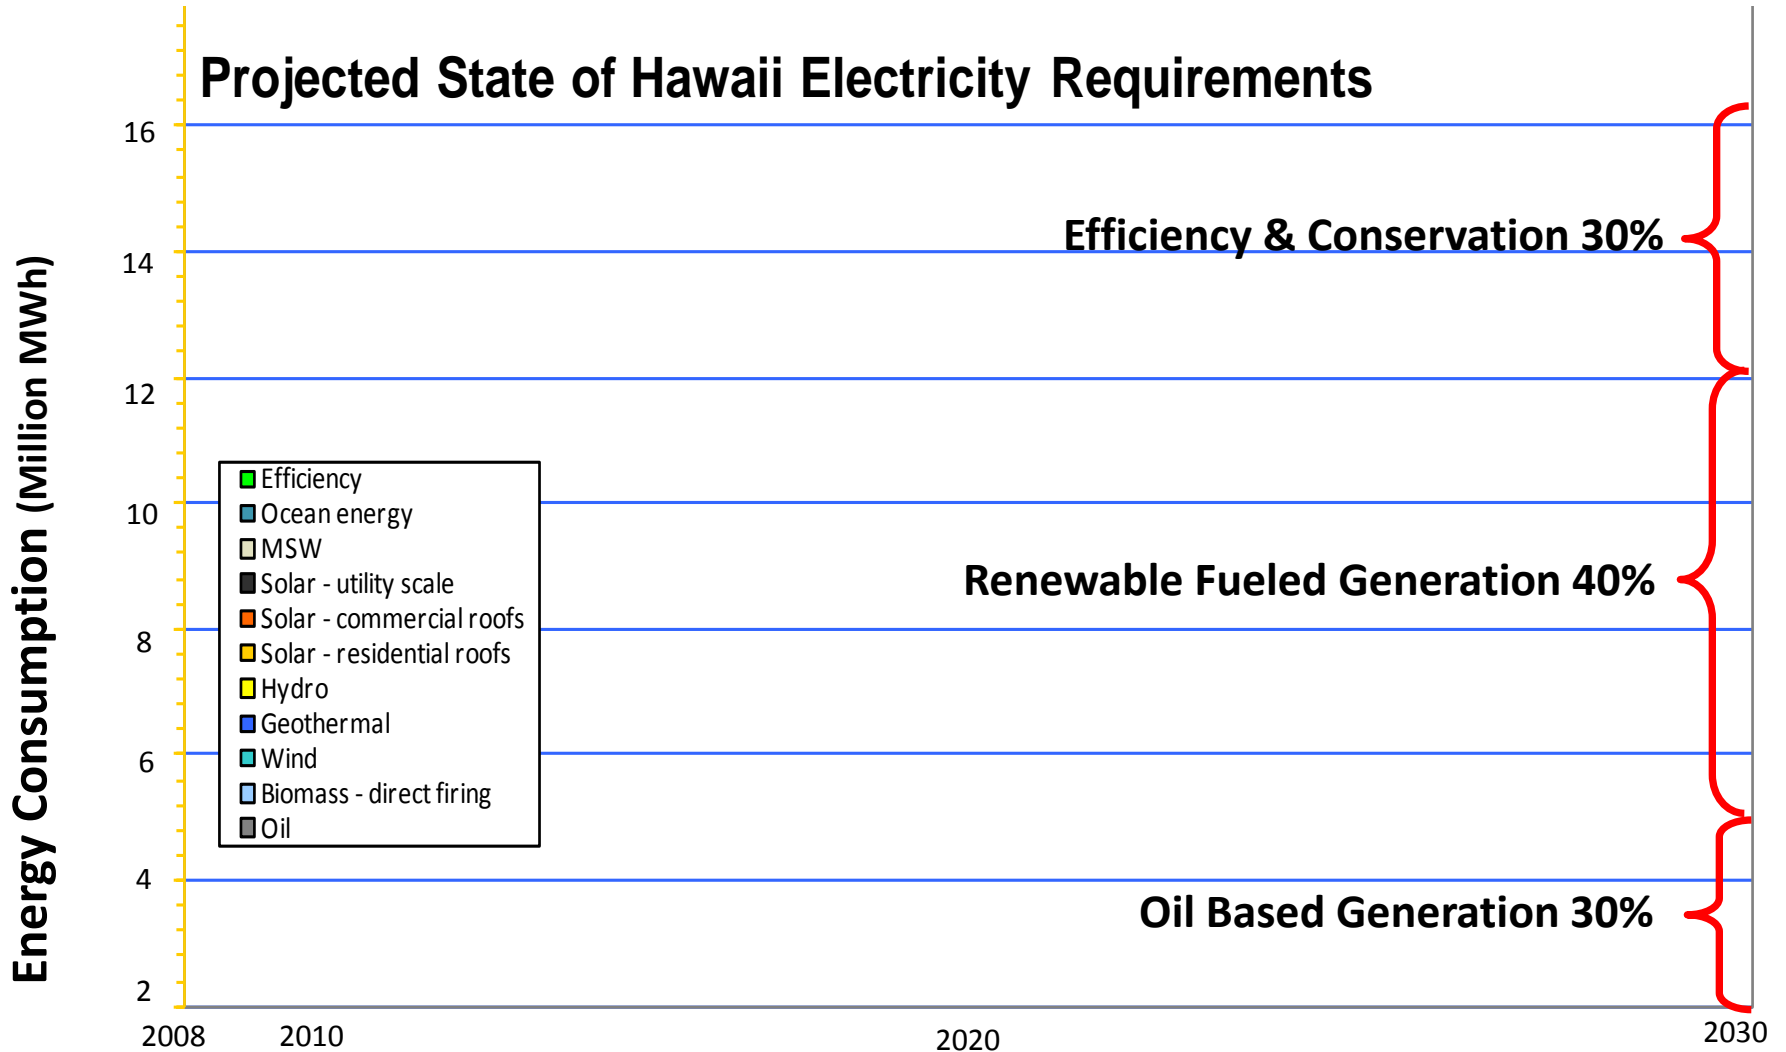 Projected State of Hawaii Electricity Requirements
Energy Consumption (Million MWh)
16
14
12
10
8
6
4
2
Efficiency & Conservation 30%
Renewable Fueled Generation 40%
Oil Based Generation 30%
Efficiency
Ocean energy
MSW
Solar - utility scale
Solar - commercial roofs
Solar - residential roofs
Hydro
Geothermal
Wind
Biomass - direct firing
Oil
2008
2010
2020
2030